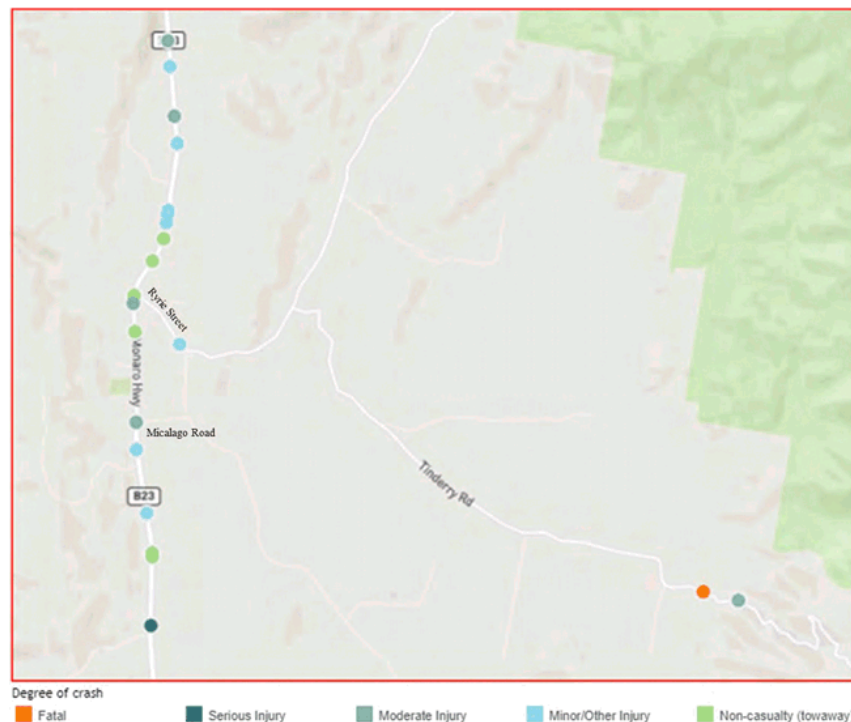 Ryrie Street
Monaro Hwy
Micalago Road
B23
Tinderry Rd
Degree of crash
Fatal
Serious Injury
Moderate Injury
Minor/Other Injury
Non-casualty (towaway)